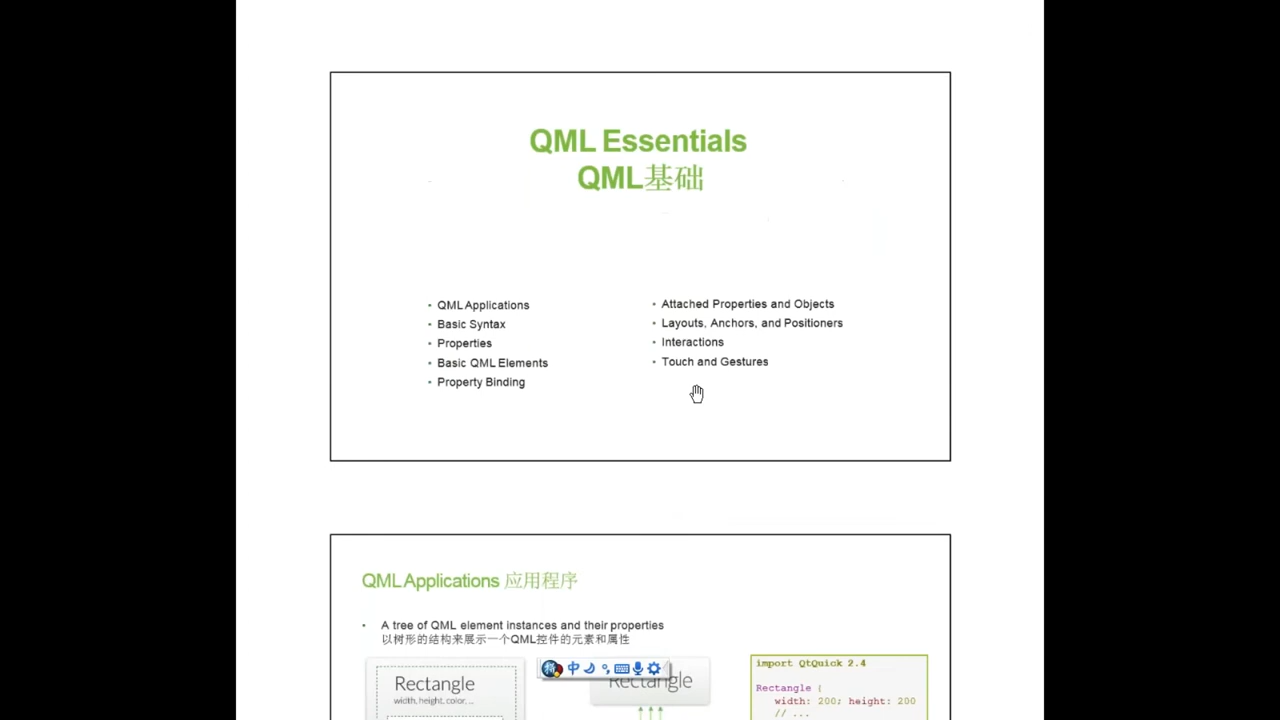 QML Essentials
QML基础
• QML Applications
• Basic Syntax
• Properties
• Basic QML Elements
• Property Binding
• Attached Properties and Objects
• Layouts, Anchors, and Positioners
• Interactions
• Touch and Gestures
QML Applications 应用程序
• A tree of QML element instances and their properties
以树形的结构来展示一个QML控件的元素和属性
Rectangle
width, height, color, ..
中
Rectangle
import QtQuick 2.4
Rectangle {
width: 200; height: 200
// ...